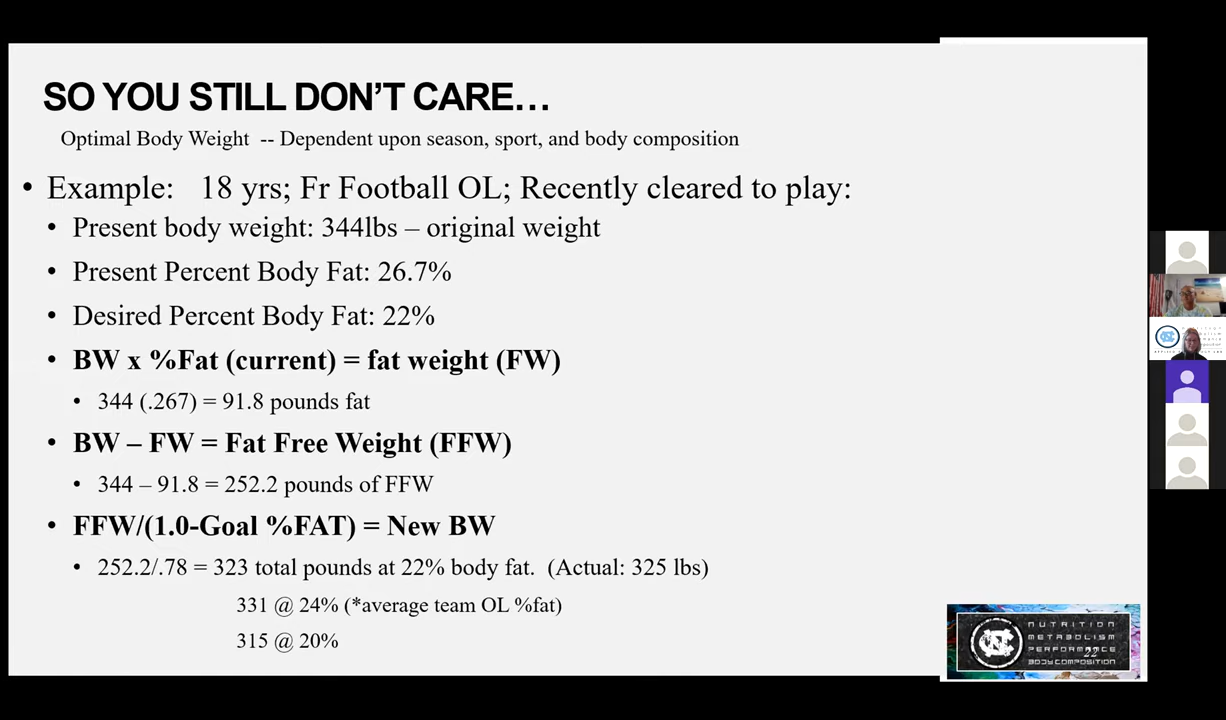 SO YOU STILL DON'T CARE…
Optimal Body Weight -- Dependent upon season, sport, and body composition
• Example: 18 yrs; Fr Football OL; Recently cleared to play:
• Present body weight: 344lbs – original weight
• Present Percent Body Fat: 26.7%
• Desired Percent Body Fat: 22%
• BW x %Fat (current) = fat weight (FW)
• 344 (.267) = 91.8 pounds fat
• BW – FW = Fat Free Weight (FFW)
• 344 – 91.8 = 252.2 pounds of FFW
• FFW/(1.0-Goal %FAT) = New BW
• 252.2/.78 = 323 total pounds at 22% body fat. (Actual: 325 lbs)
331 @ 24% (*average team OL %fat)
315 @ 20%
NC
NUTRITION
METABOLISM
PERFORMANCE
22
BODY COMPOSITION